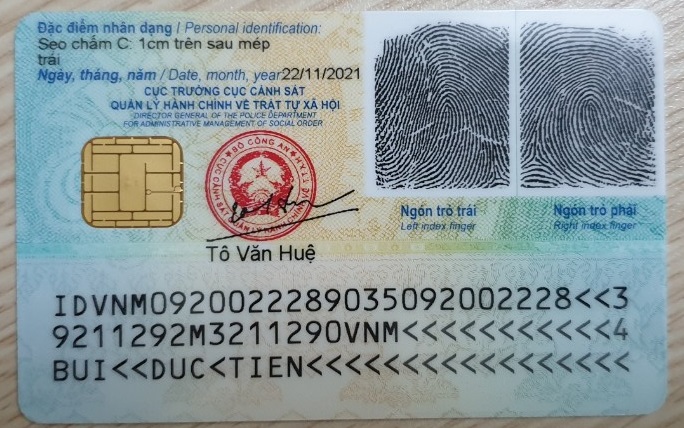 Đặc điểm nhân dạng / Personal identification:
Sẹo chấm C: 1cm trên sau mép
trái
Ngày, tháng, năm / Date, month, year 22/11/2021
CỤC TRƯỞNG CỤC CẢNH SÁT
QUẢN LÝ HÀNH CHÍNH VỀ TRẬT TỰ XÃ HỘI
DIRECTOR GENERAL OF THE POLICE DEPARTMENT
FOR ADMINISTRATIVE MANAGEMENT OF SOCIAL ORDER
BỘ CÔNG AN
Tô Văn Huệ
Ngón trỏ trái
Left index finger
Ngón trỏ phải
Right index finger
IDVNM0920022289035092002228<<3
9211292M3211290VNM<<<<<<<<<<<4
BUI<<DUC<TIEN<<<<<<<<<<<<<<<<<